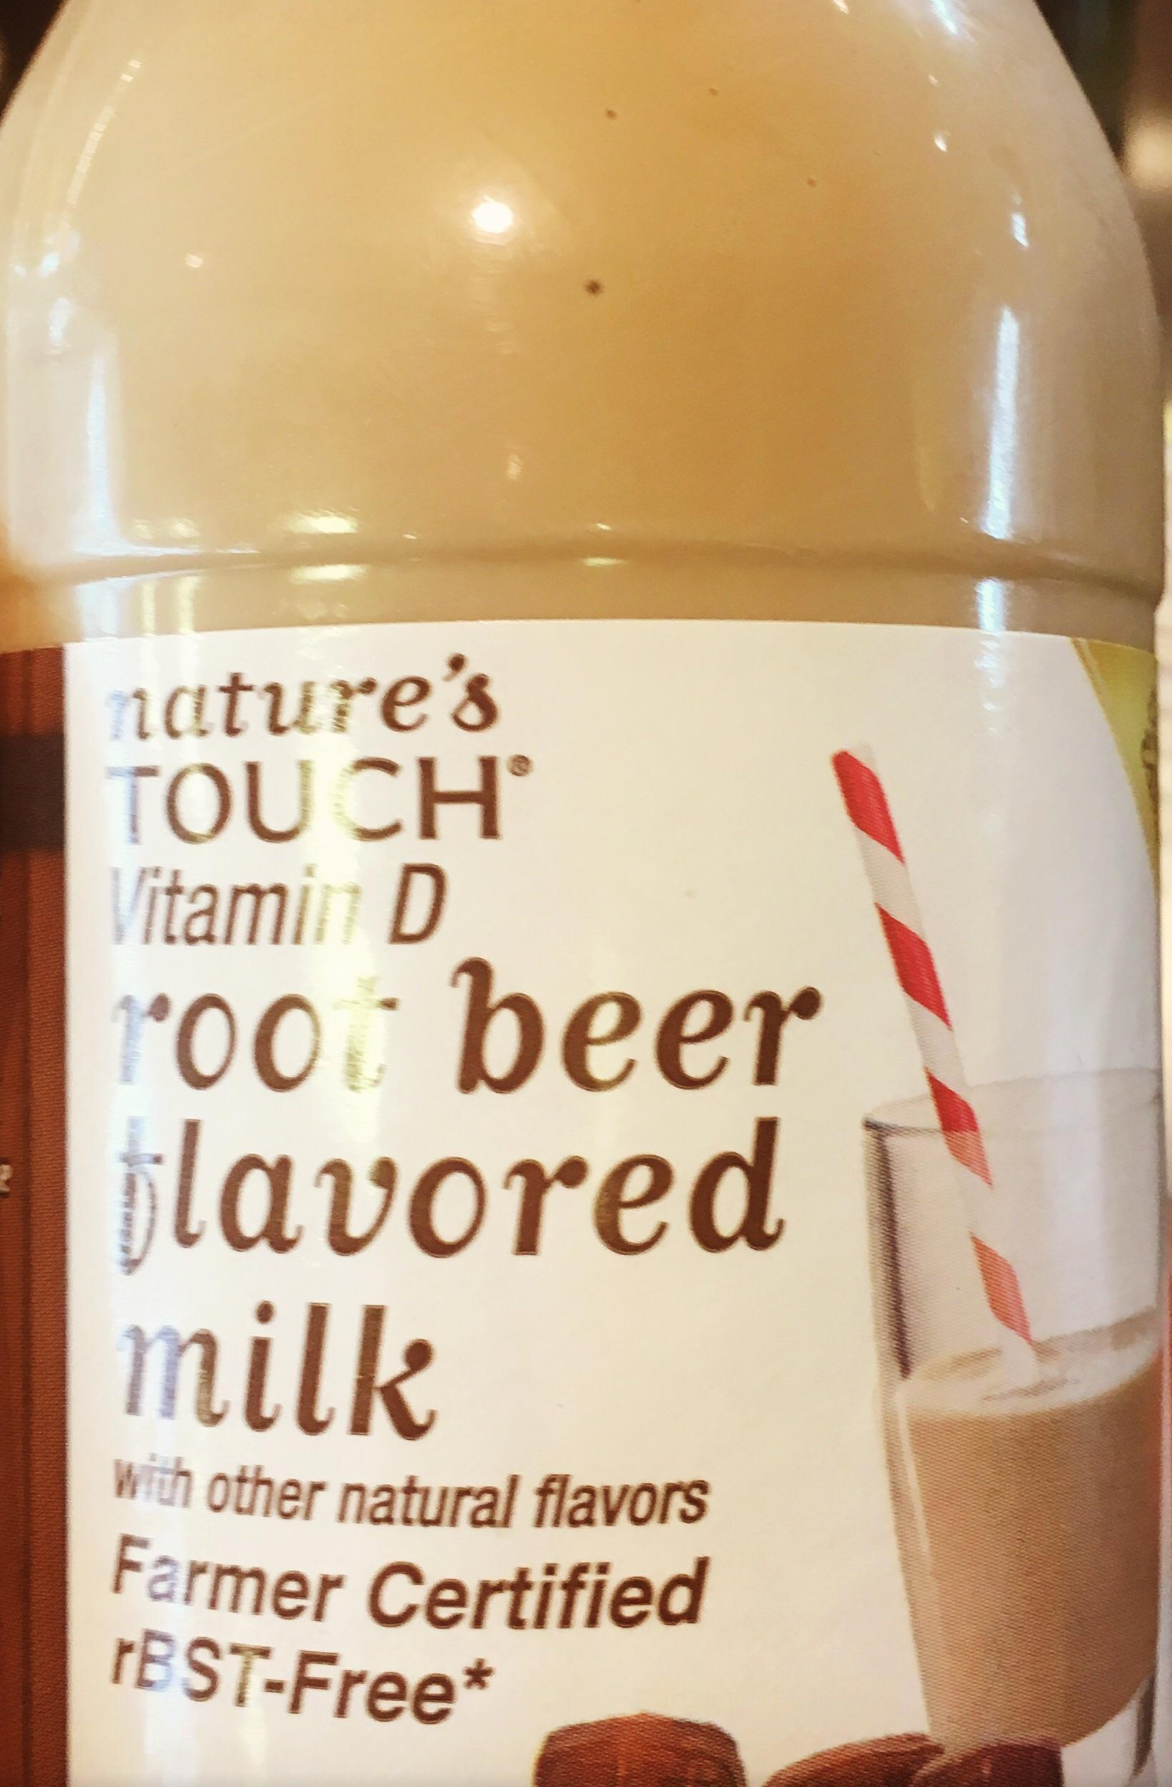 nature's
TOUCH®
Vitamin D
root beer
flavored
milk
with other natural flavors
Farmer Certified
rBST-Free*